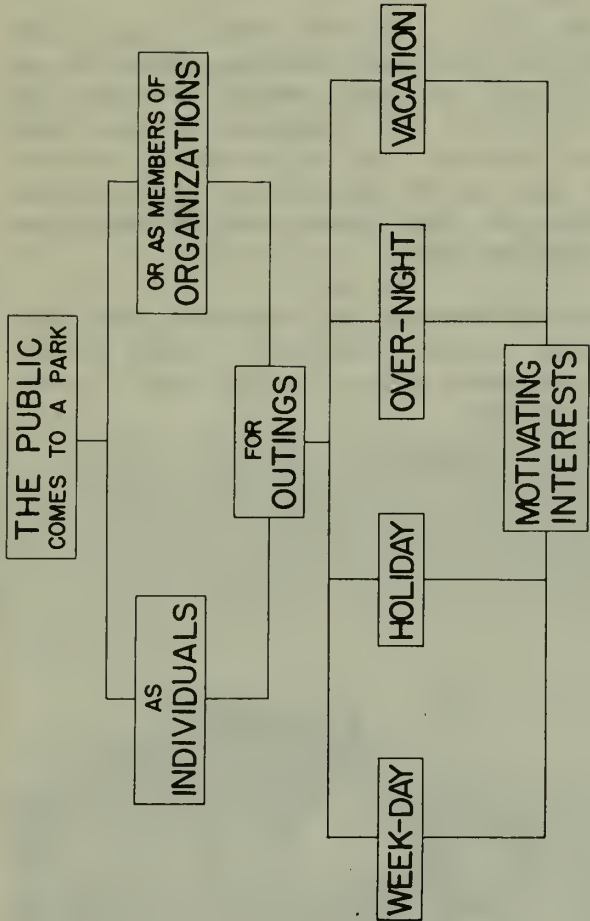 THE PUBLIC
COMES TO A PARK
AS
INDIVIDUALS
OR AS MEMBERS OF
ORGANIZATIONS
FOR
OUTINGS
WEEK-DAY
HOLIDAY
OVER-NIGHT
VACATION
MOTIVATING
INTERESTS